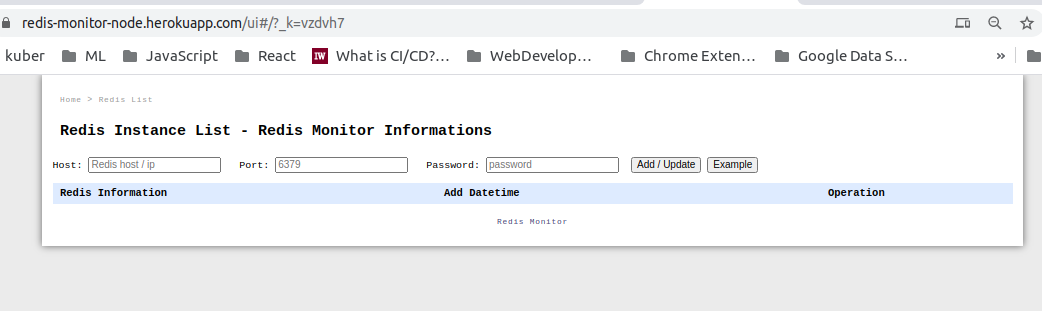 redis-monitor-node.herokuapp.com/ui#/?_k=vzdvh7
kuber ML JavaScript React IW What is CI/CD?... WebDevelop... Chrome Exten... Google Data S... »
Home > Redis List
Redis Instance List - Redis Monitor Informations
Host: Redis host / ip Port: 6379 Password: password Add / Update Example
Redis Information Add Datetime Operation
Redis Monitor